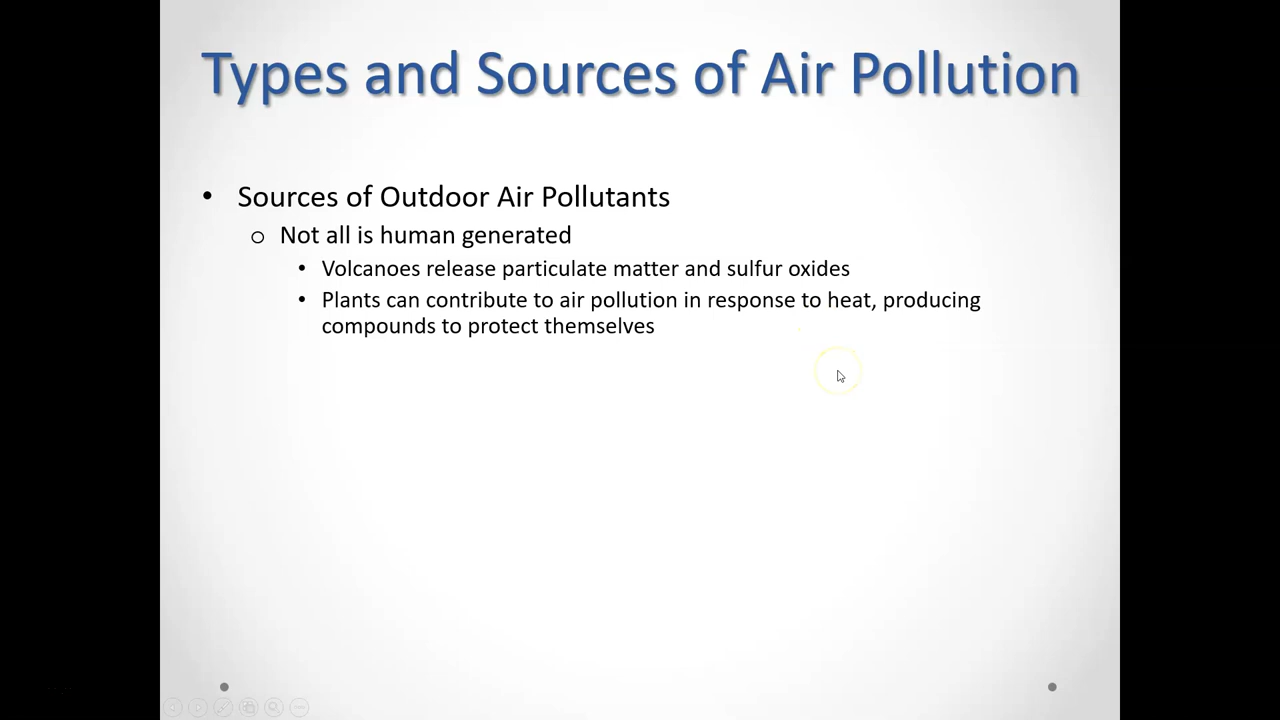 Types and Sources of Air Pollution
• Sources of Outdoor Air Pollutants
o Not all is human generated
• Volcanoes release particulate matter and sulfur oxides
• Plants can contribute to air pollution in response to heat, producing
compounds to protect themselves